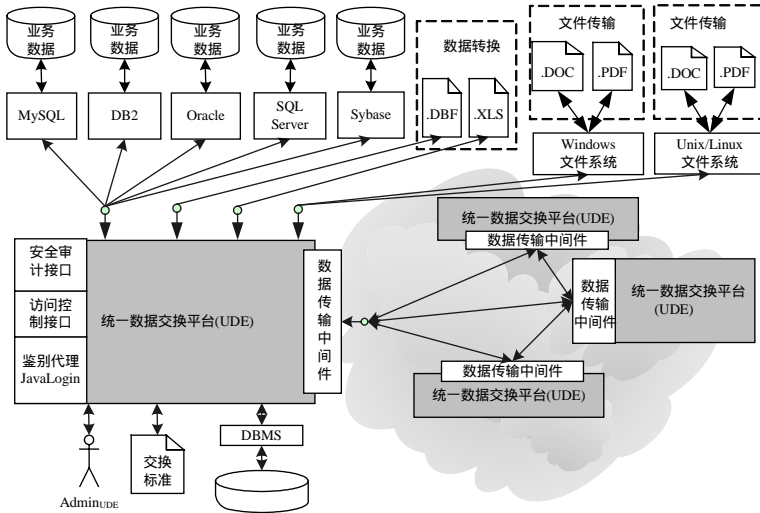 业务
数据
业务
数据
业务
数据
业务
数据
业务
数据
数据转换
文件传输
文件传输
.DOC
.PDF
.DOC
.PDF
MySQL
DB2
Oracle
SQL
Server
Sybase
.DBF
.XLS
Windows
文件系统
Unix/Linux
文件系统
安全审
计接口
访问控
制接口
鉴别代理
JavaLogin
统一数据交换平台(UDE)
数据传输中间件
统一数据交换平台(UDE)
数据传输中间件
数据
传输
中间件
统一数据交换平台
(UDE)
数据传输中间件
统一数据交换平台(UDE)
AdminUDE
交换
标准
DBMS